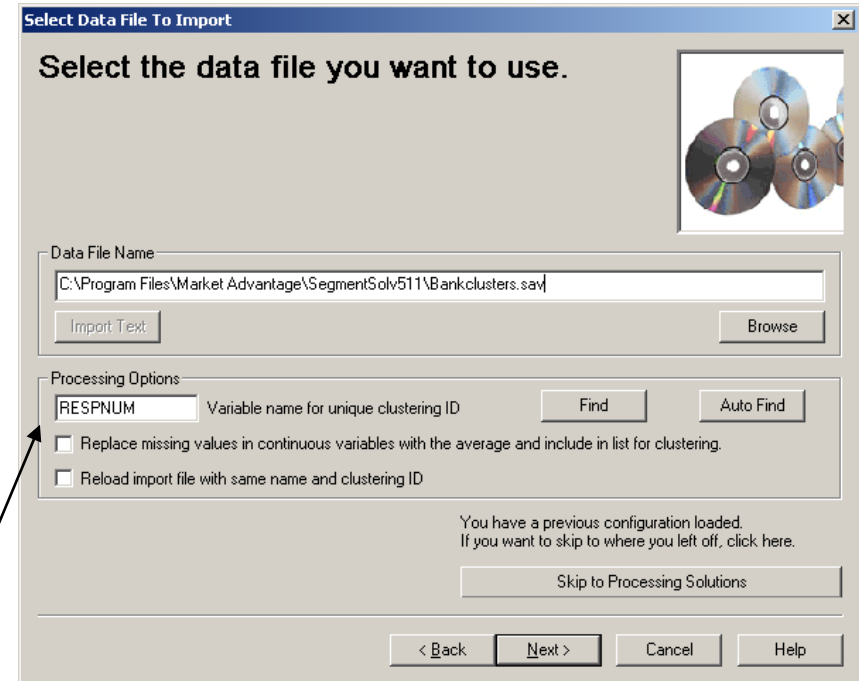 Select Data File To Import
Select the data file you want to use.
Data File Name
C:\Program Files\Market Advantage\SegmentSolv511\Bankclusters.sav
Import Text
Browse
Processing Options
RESPNUM Variable name for unique clustering ID Find Auto Find
Replace missing values in continuous variables with the average and include in list for clustering.
Reload import file with same name and clustering ID
You have a previous configuration loaded.
If you want to skip to where you left off, click here.
Skip to Processing Solutions
< Back Next > Cancel Help